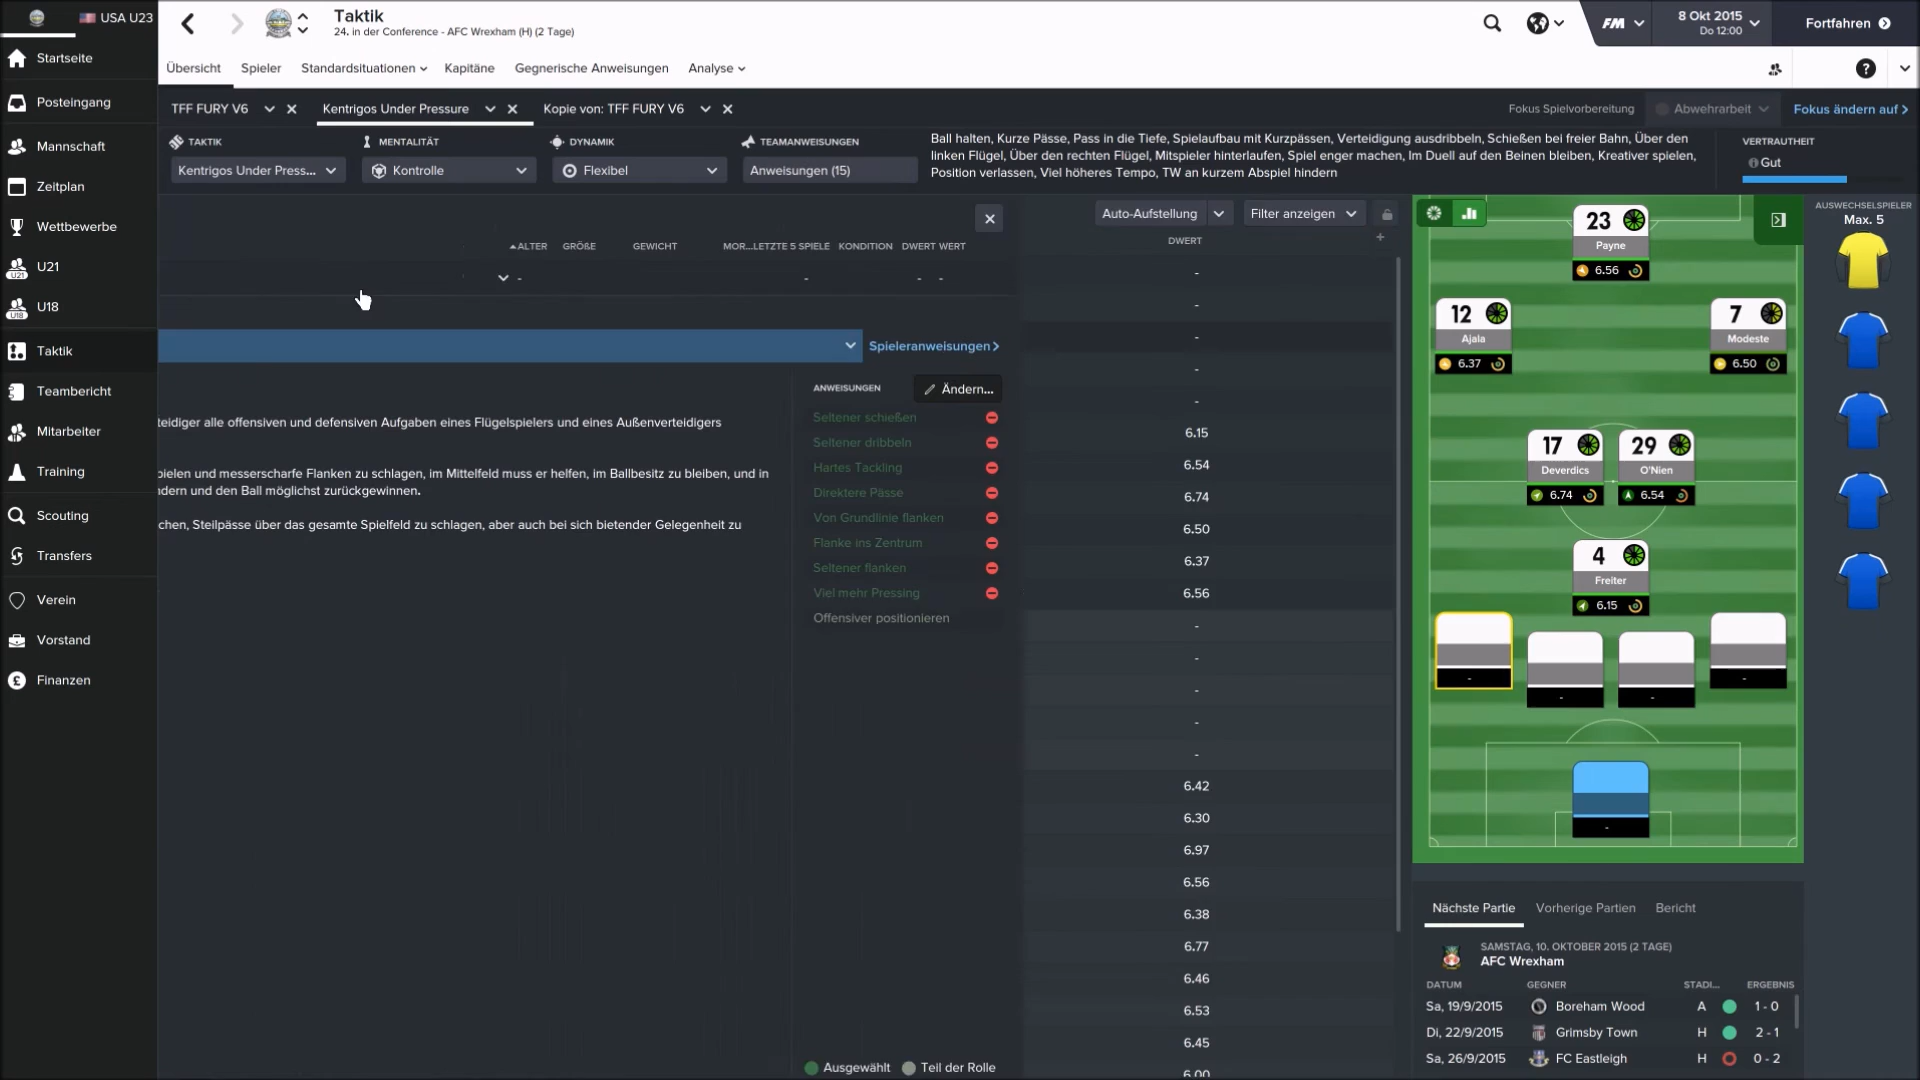 USA U23
Startseite
Posteingang
Mannschaft
Zeitplan
Wettbewerbe
U21
U21
U18
U18
Taktik
Teambericht
Mitarbeiter
Training
Scouting
Transfers
Verein
Vorstand
Finanzen
Taktik
24. in der Conference - AFC Wrexham (H) (2 Tage)
FM
8 Okt 2015
Do 12:00
Fortfahren
Übersicht Spieler Standardsituationen Kapitäne Gegnerische Anweisungen Analyse
TFF FURY V6 Kentrigos Under Pressure Kopie von: TFF FURY V6
Fokus Spielvorbereitung Abwehrarbeit Fokus ändern auf >
TAKTIK MENTALITÄT DYNAMIK TEAMANWEISUNGEN
Kentrigos Under Press... Kontrolle Flexibel Anweisungen (15)
Ball halten, Kurze Pässe, Pass in die Tiefe, Spielaufbau mit Kurzpässen, Verteidigung ausdribbeln, Schießen bei freier Bahn, Über den
linken Flügel, Über den rechten Flügel, Mitspieler hinterlaufen, Spiel enger machen, Im Duell auf den Beinen bleiben, Kreativer spielen,
Position verlassen, Viel höheres Tempo, TW an kurzem Abspiel hindern
VERTRAUTHEIT
Gut
ALTER GRÖßE GEWICHT MOR...LETZTE 5 SPIELE KONDITION DWERT WERT
- - - -
Spieleranweisungen >
teidiger alle offensiven und defensiven Aufgaben eines Flügelspielers und eines Außenverteidigers
pielen und messerscharfe Flanken zu schlagen, im Mittelfeld muss er helfen, im Ballbesitz zu bleiben, und in
ndern und den Ball möglichst zurückgewinnen.
chen, Steilpässe über das gesamte Spielfeld zu schlagen, aber auch bei sich bietender Gelegenheit zu
ANWEISUNGEN Ändern...
Seltener schießen
Seltener dribbeln
Hartes Tackling
Direktere Pässe
Von Grundlinie flanken
Flanke ins Zentrum
Seltener flanken
Viel mehr Pressing
Offensiver positionieren
Ausgewählt Teil der Rolle
Auto-Aufstellung Filter anzeigen
DWERT +
-
-
-
-
-
6.15
6.54
6.74
6.50
6.37
6.56
-
-
-
-
-
6.42
6.30
6.97
6.56
6.38
6.77
6.46
6.53
6.45
6.00
23
Payne
6.56
12 7
Ajala Modeste
6.37 6.50
17 29
Deverdics O'Nien
6.74 6.54
4
Freiter
6.15
- - - -
-
AUSWECHSELSPIELER
Max. 5
Nächste Partie Vorherige Partien Bericht
SAMSTAG, 10. OKTOBER 2015 (2 TAGE)
AFC Wrexham
DATUM GEGNER STADI... ERGEBNIS
Sa, 19/9/2015 Boreham Wood A 1 - 0
Di, 22/9/2015 Grimsby Town H 2 - 1
Sa, 26/9/2015 FC Eastleigh H 0 - 2